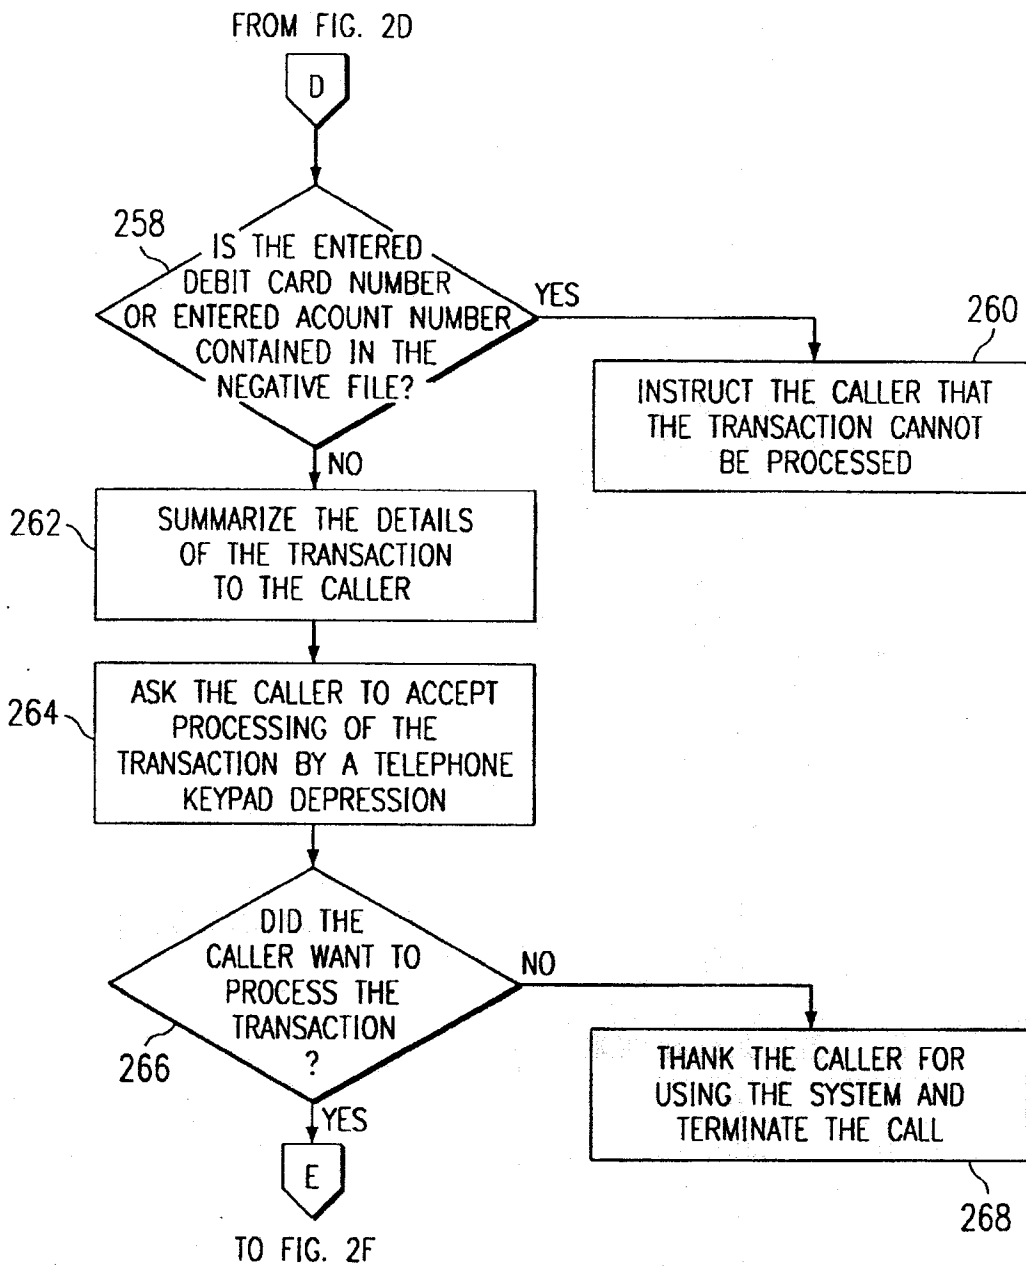 FROM FIG. 2D
D
258
IS THE ENTERED
DEBIT CARD NUMBER
OR ENTERED ACOUNT NUMBER
CONTAINED IN THE
NEGATIVE FILE?
YES
260
INSTRUCT THE CALLER THAT
THE TRANSACTION CANNOT
BE PROCESSED
NO
262
SUMMARIZE THE DETAILS
OF THE TRANSACTION
TO THE CALLER
264
ASK THE CALLER TO ACCEPT
PROCESSING OF THE
TRANSACTION BY A TELEPHONE
KEYPAD DEPRESSION
DID THE
CALLER WANT TO
PROCESS THE
TRANSACTION
?
266
NO
THANK THE CALLER FOR
USING THE SYSTEM AND
TERMINATE THE CALL
268
YES
E
TO FIG. 2F